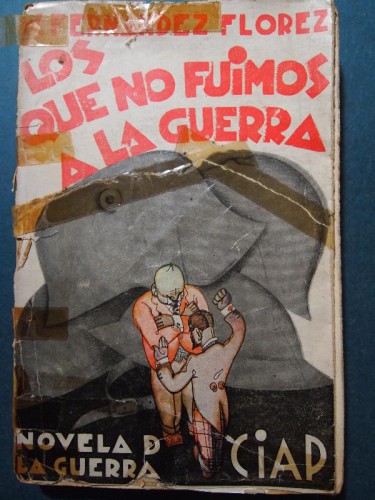 FERNANDEZ FLOREZ
LOS
QUE NO FUIMOS
A LA GUERRA
NOVELA D
LA GUERRA
CIAP